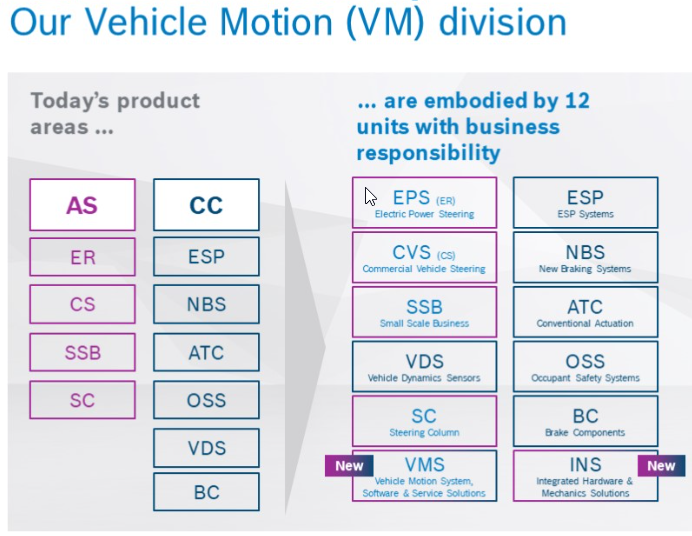 Our Vehicle Motion (VM) division
Today's product
areas ...
AS
ER
CS
SSB
SC
CC
ESP
NBS
ATC
OSS
VDS
BC
... are embodied by 12
units with business
responsibility
EPS (ER)
Electric Power Steering
CVS (CS)
Commercial Vehicle Steering
SSB
Small Scale Business
VDS
Vehicle Dynamics Sensors
SC
Steering Column
New
VMS
Vehicle Motion System,
Software & Service Solutions
ESP
ESP Systems
NBS
New Braking Systems
ATC
Conventional Actuation
OSS
Occupant Safety Systems
BC
Brake Components
INS
New
Integrated Hardware &
Mechanics Solutions